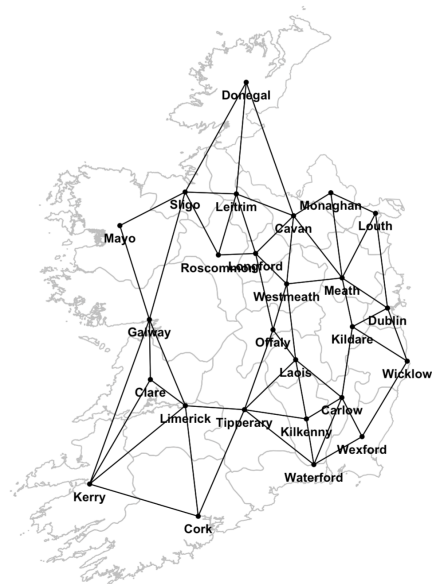 Donegal
Sligo
Leitrim
Monaghan
Louth
Cavan
Mayo
Roscommon
Longford
Westmeath
Meath
Dublin
Galway
Offaly
Kildare
Laois
Wicklow
Clare
Limerick
Tipperary
Carlow
Kilkenny
Wexford
Waterford
Kerry
Cork